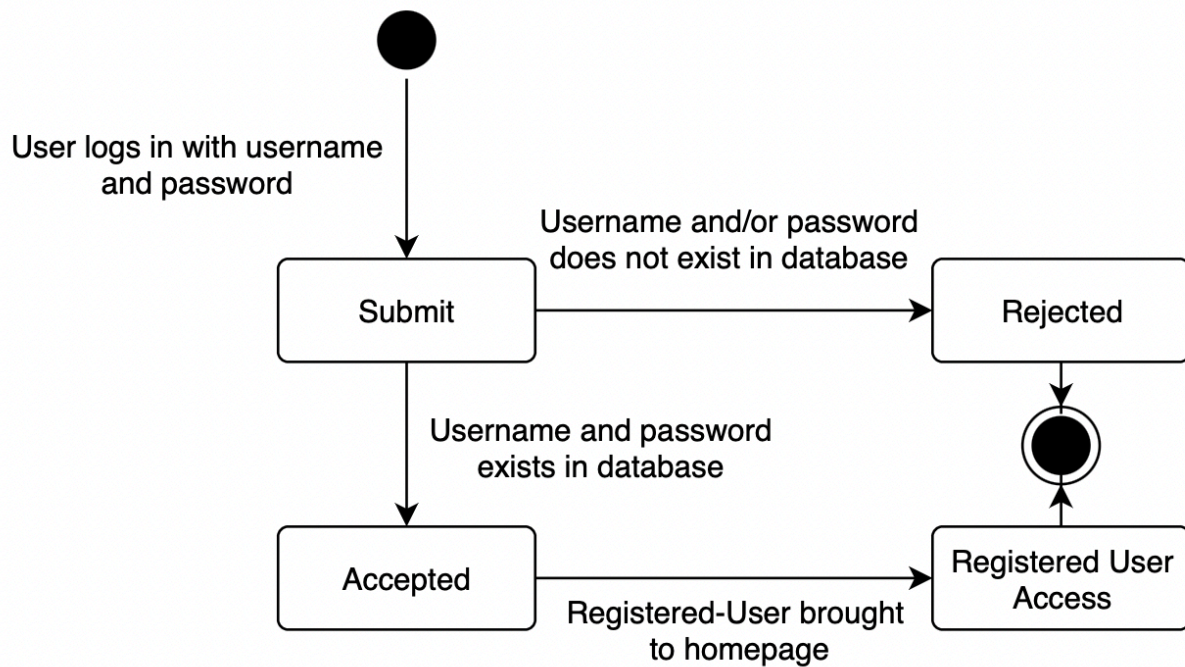 User logs in with username
and password
Username and/or password
does not exist in database
Submit
Rejected
Username and password
exists in database
Accepted
Registered User
Access
Registered-User brought
to homepage